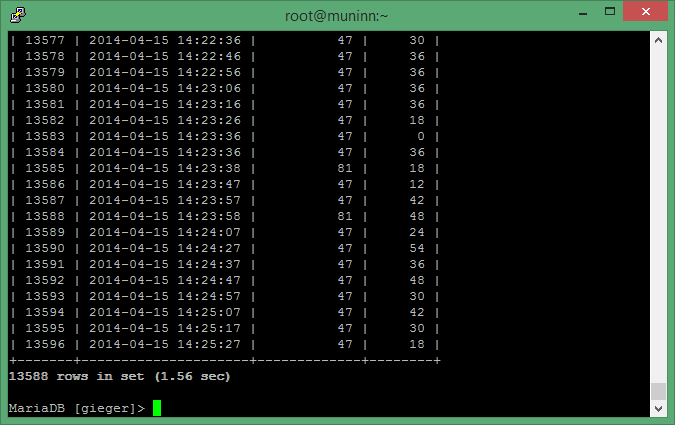 root@muninn:~
| 13577 | 2014-04-15 14:22:36 |          47 |     30 |
| 13578 | 2014-04-15 14:22:46 |          47 |     36 |
| 13579 | 2014-04-15 14:22:56 |          47 |     36 |
| 13580 | 2014-04-15 14:23:06 |          47 |     36 |
| 13581 | 2014-04-15 14:23:16 |          47 |     36 |
| 13582 | 2014-04-15 14:23:26 |          47 |     18 |
| 13583 | 2014-04-15 14:23:36 |          47 |      0 |
| 13584 | 2014-04-15 14:23:36 |          47 |     36 |
| 13585 | 2014-04-15 14:23:38 |          81 |     18 |
| 13586 | 2014-04-15 14:23:47 |          47 |     12 |
| 13587 | 2014-04-15 14:23:57 |          47 |     42 |
| 13588 | 2014-04-15 14:23:58 |          81 |     48 |
| 13589 | 2014-04-15 14:24:07 |          47 |     24 |
| 13590 | 2014-04-15 14:24:27 |          47 |     54 |
| 13591 | 2014-04-15 14:24:37 |          47 |     36 |
| 13592 | 2014-04-15 14:24:47 |          47 |     48 |
| 13593 | 2014-04-15 14:24:57 |          47 |     30 |
| 13594 | 2014-04-15 14:25:07 |          47 |     42 |
| 13595 | 2014-04-15 14:25:17 |          47 |     30 |
| 13596 | 2014-04-15 14:25:27 |          47 |     18 |
+-------+---------------------+-------------+--------+
13588 rows in set (1.56 sec)
MariaDB [gieger]>